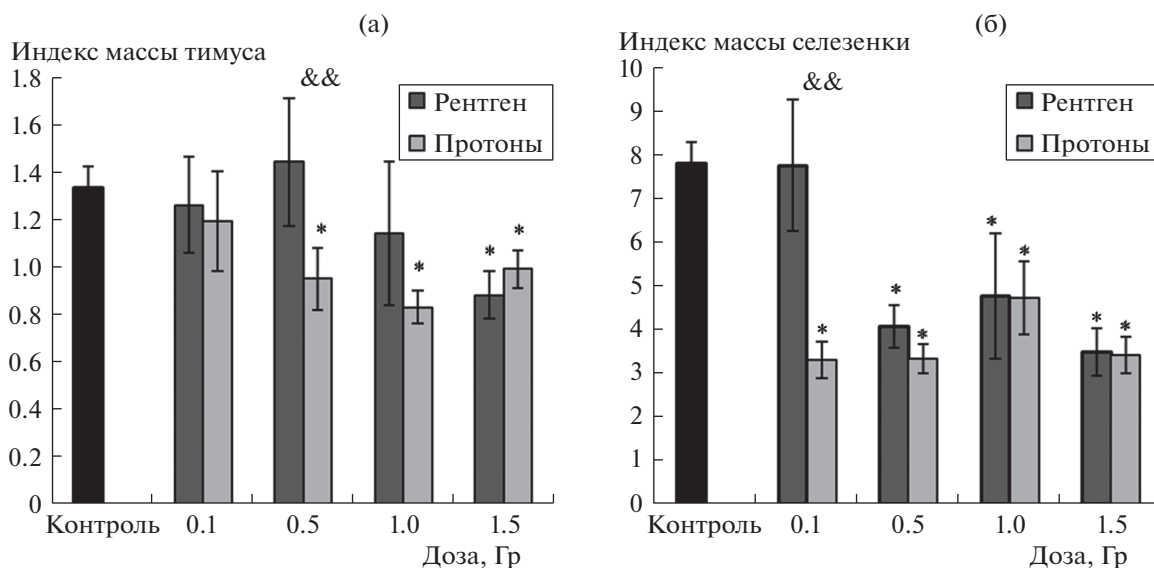 (а)
Индекс массы тимуса
1.8
1.6
1.4
1.2
1.0
0.8
0.6
0.4
0.2
0
&&
Рентген
Протоны
*
*
*
*
Контроль 0.1 0.5 1.0 1.5
Доза, Гр
(б)
Индекс массы селезенки
10
9
8
7
6
5
4
3
2
1
0
&&
Рентген
Протоны
*
*
*
*
*
*
*
Контроль 0.1 0.5 1.0 1.5
Доза, Гр